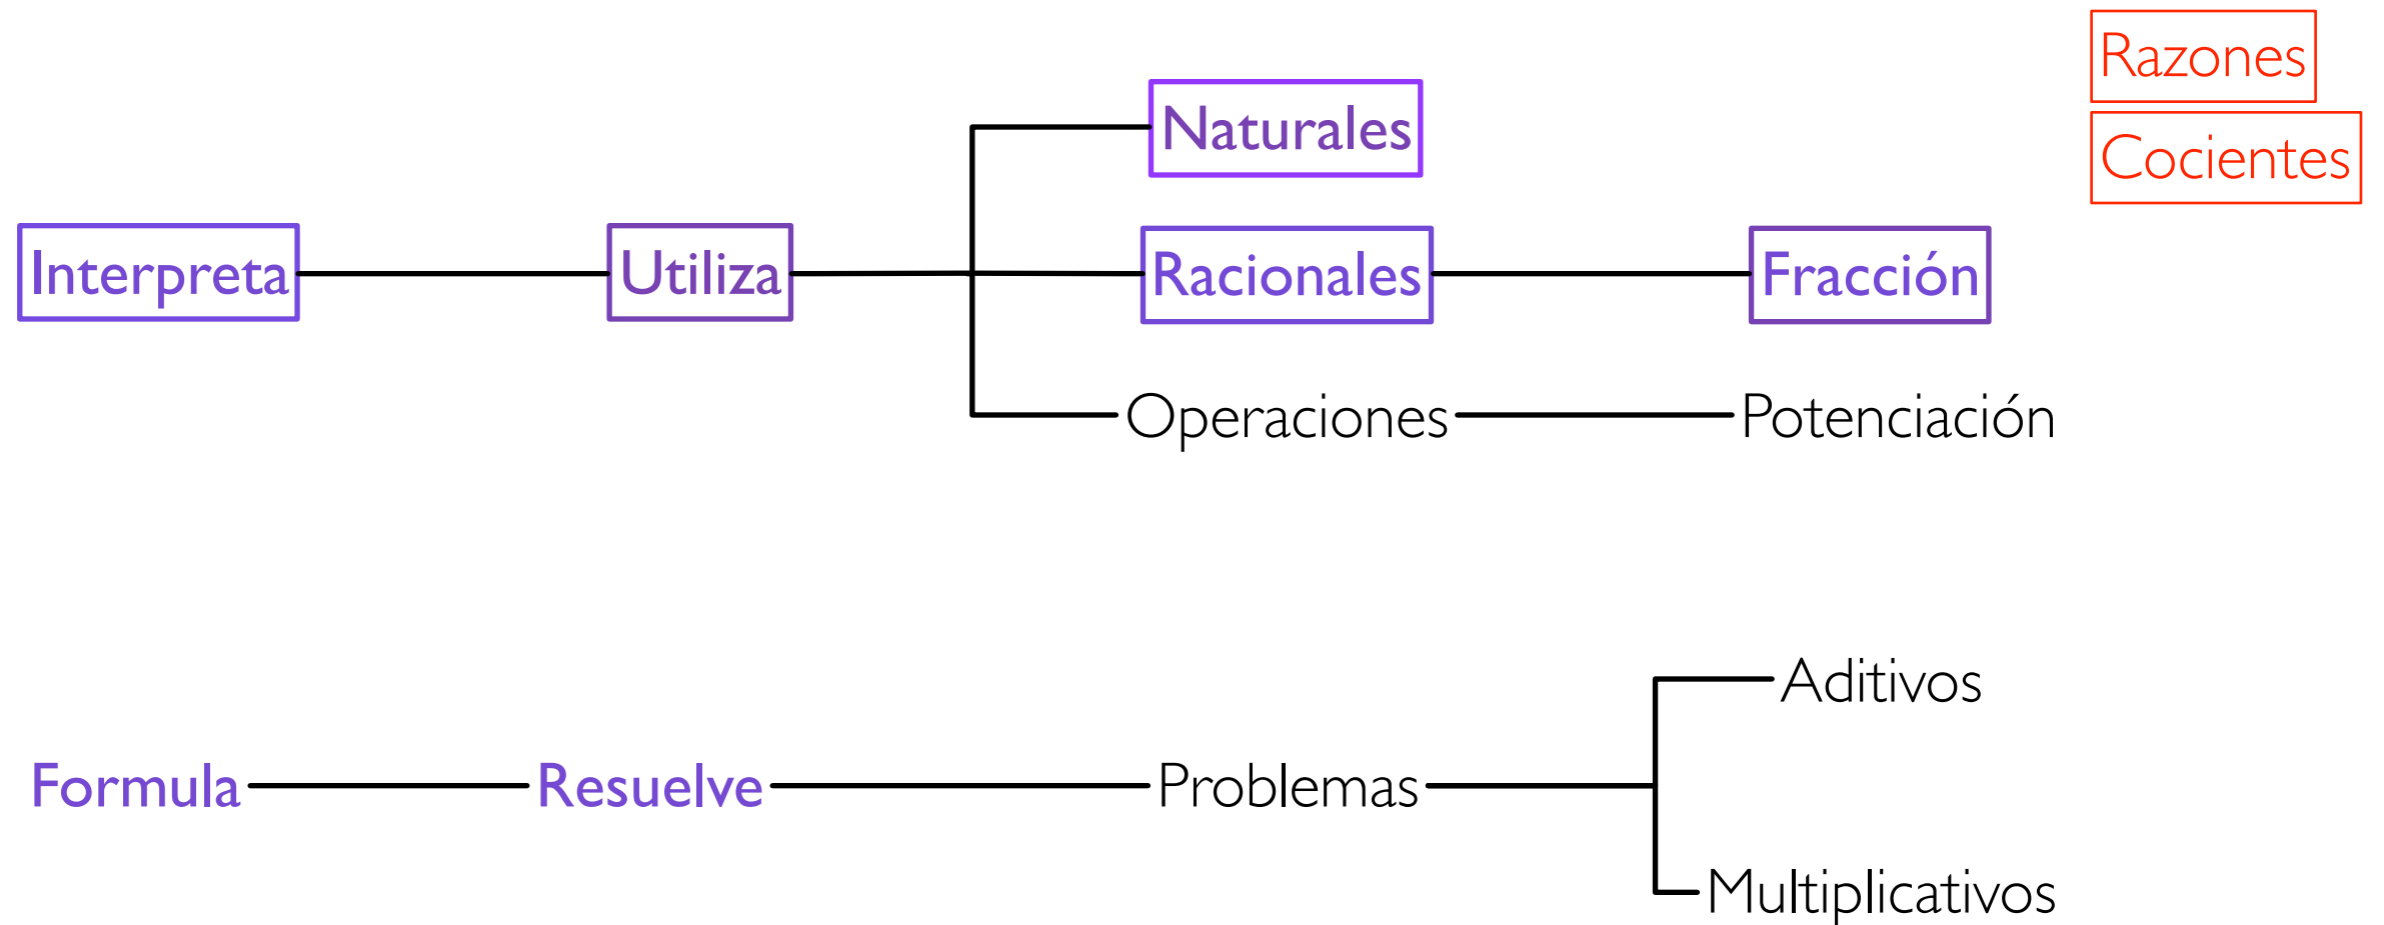 Razones
Naturales
Cocientes
Interpreta
Utiliza
Racionales
Fracción
Operaciones
Potenciación
Aditivos
Formula
Resuelve
Problemas
Multiplicativos